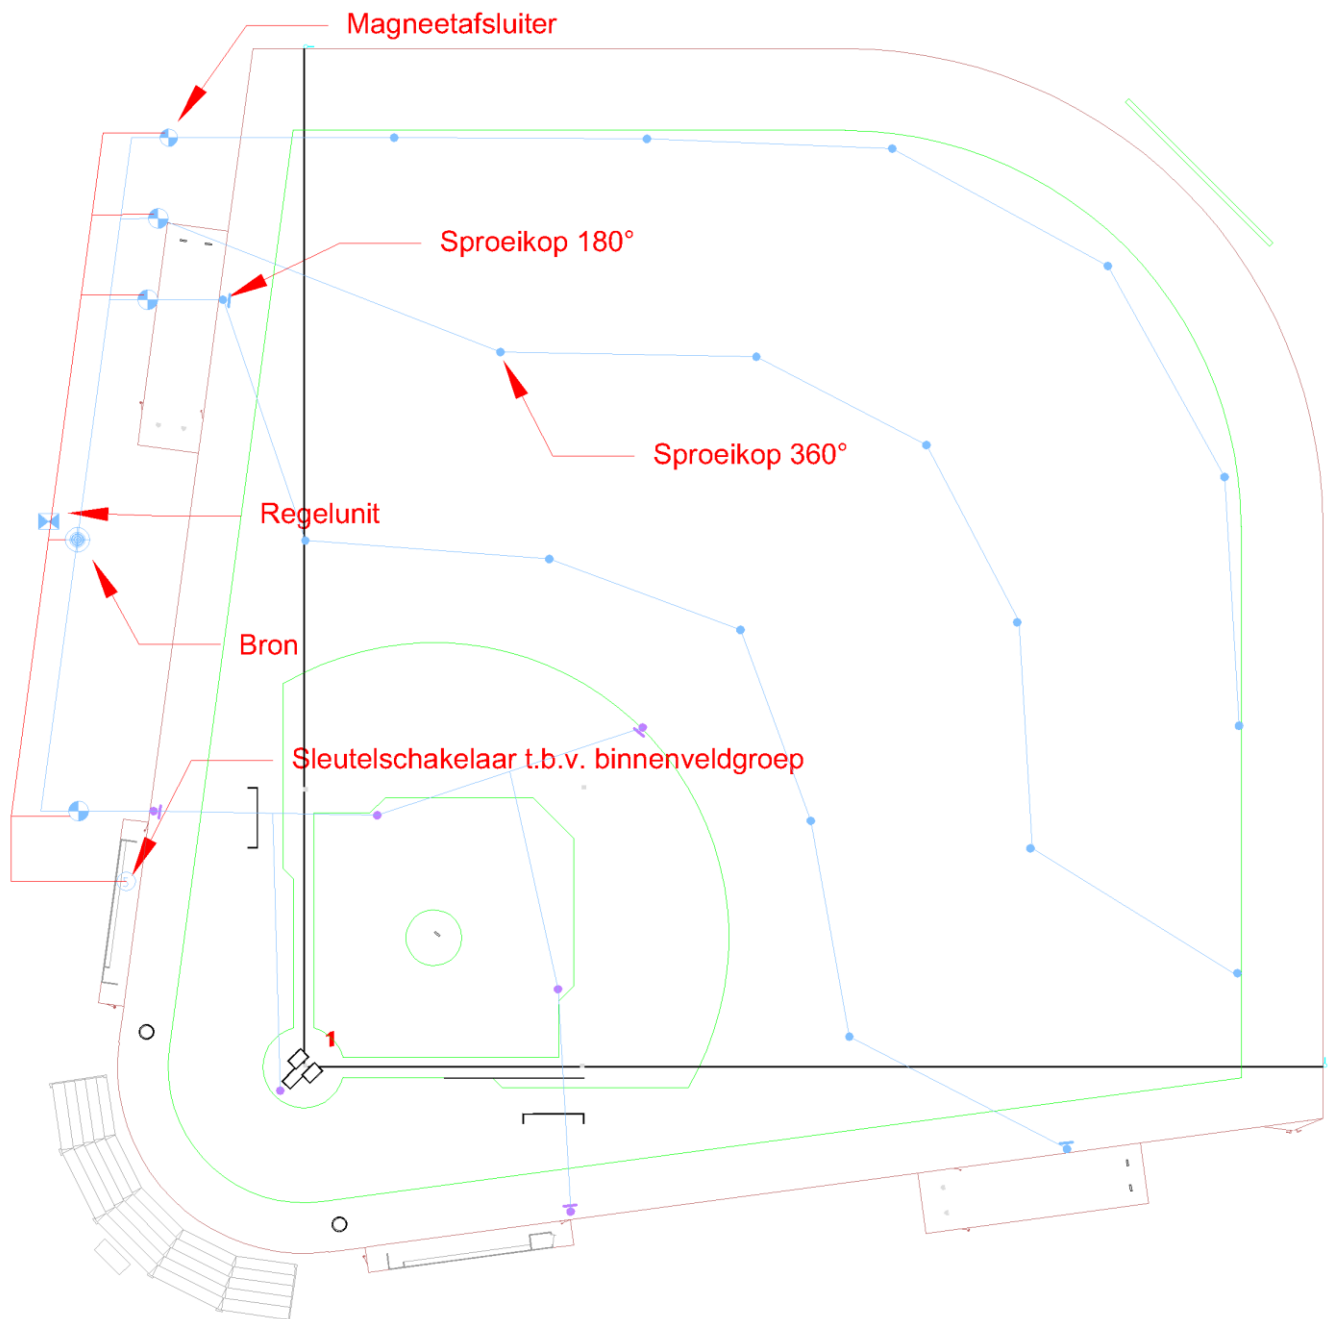 Magneetafsluiter
Sproeikop 180°
Sproeikop 360°
Regelunit
Bron
Sleutelschakelaar t.b.v. binnenveldgroep
1